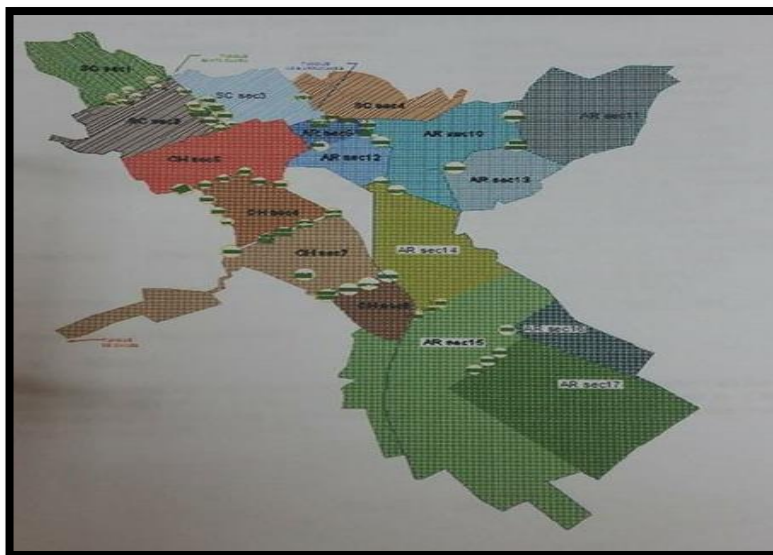 SC sec1
SC sec2
SC sec3
SC sec4
AR sec9
AR sec10
AR sec11
CH sec5
AR sec12
AR sec13
CH sec6
CH sec7
AR sec14
CH sec8
AR sec15
AR sec16
AR sec17